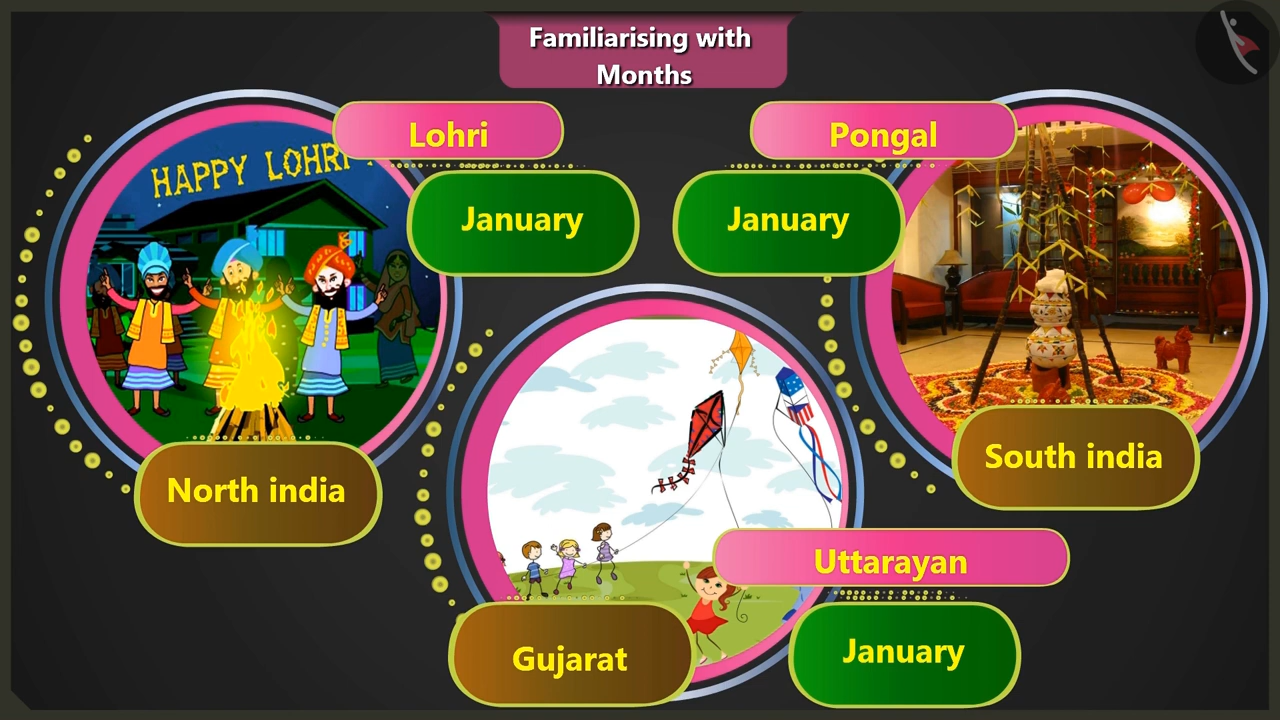 Familiarising with
Months
Lohri
Pongal
HAPPY LOHRI
January
January
North india
South india
Uttarayan
Gujarat
January